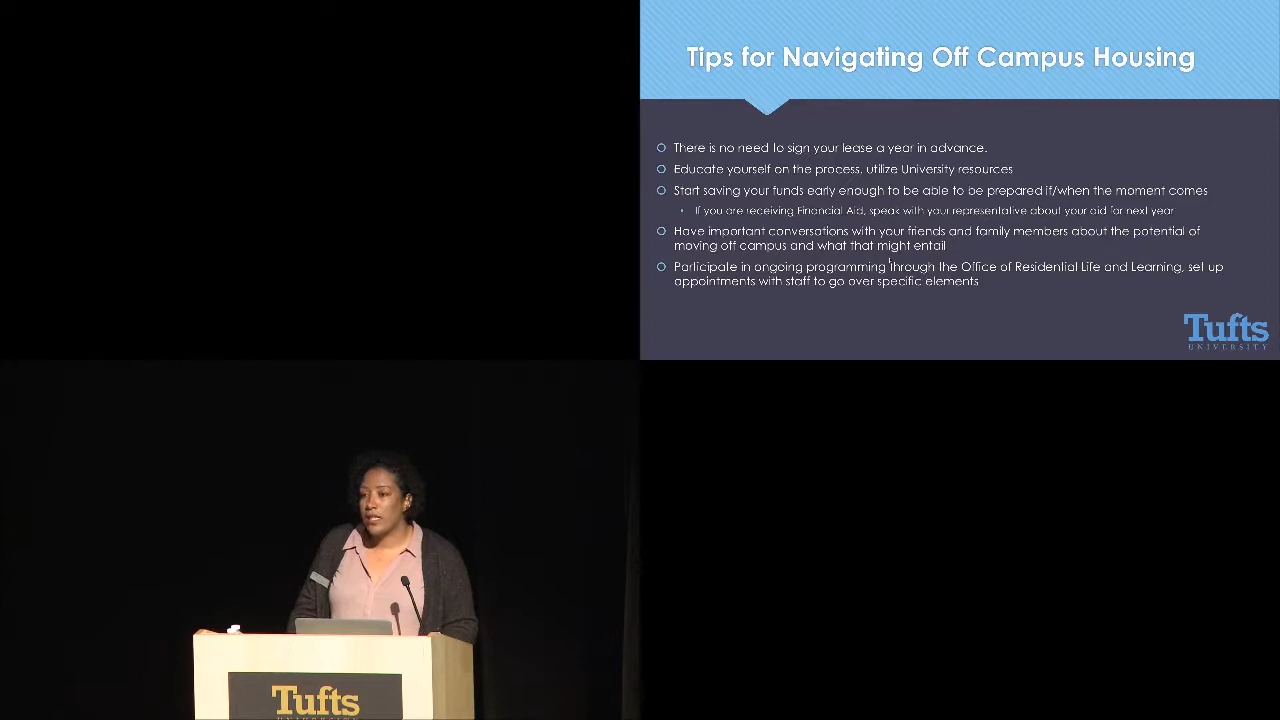 Tips for Navigating Off Campus Housing
There is no need to sign your lease a year in advance.
Educate yourself on the process, utilize University resources
Start saving your funds early enough to be able to be prepared if/when the moment comes
If you are receiving Financial Aid, speak with your representative about your aid for next year
Have important conversations with your friends and family members about the potential of
moving off campus and what that might entail
Participate in ongoing programming through the Office of Residential Life and Learning, set up
appointments with staff to go over specific elements
Tufts
UNIVERSITY
Tufts
UNIVERSITY